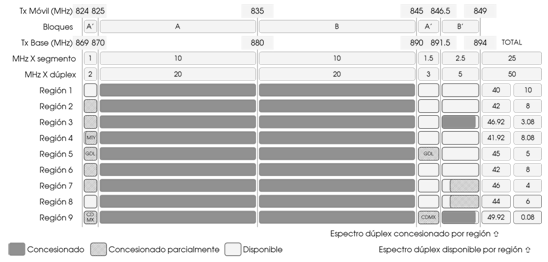 Tx Móvil (MHz) 824 825 835 845 846.5 849
Bloques A' A B A' B'
Tx Base (MHz) 869 870 880 890 891.5 894 TOTAL
MHz X segmento 1 10 10 1.5 2.5 25
MHz X dúplex 2 20 20 3 5 50
Región 1 40 10
Región 2 42 8
Región 3 46.92 3.08
Región 4 MTY 41.92 8.08
Región 5 GDL GDL 45 5
Región 6 42 8
Región 7 46 4
Región 8 44 6
Región 9 CD MX CDMX 49.92 0.08
Espectro dúplex concesionado por región ⇧
Concesionado Concesionado parcialmente Disponible Espectro dúplex disponible por región ⇧